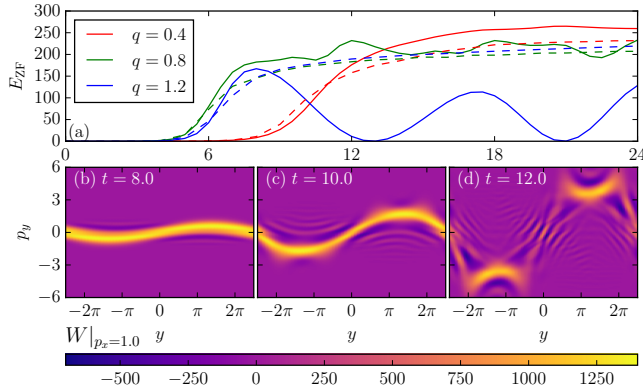 300
250
200
150
100
50
0
E_ZF
q = 0.4
q = 0.8
q = 1.2
(a)
0 6 12 18 24
(b) t = 8.0 (c) t = 10.0 (d) t = 12.0
6
3
0
−3
−6
p_y
−2π −π 0 π 2π −2π −π 0 π 2π −2π −π 0 π 2π
y y y
W|_{p_x=1.0}
−500 −250 0 250 500 750 1000 1250